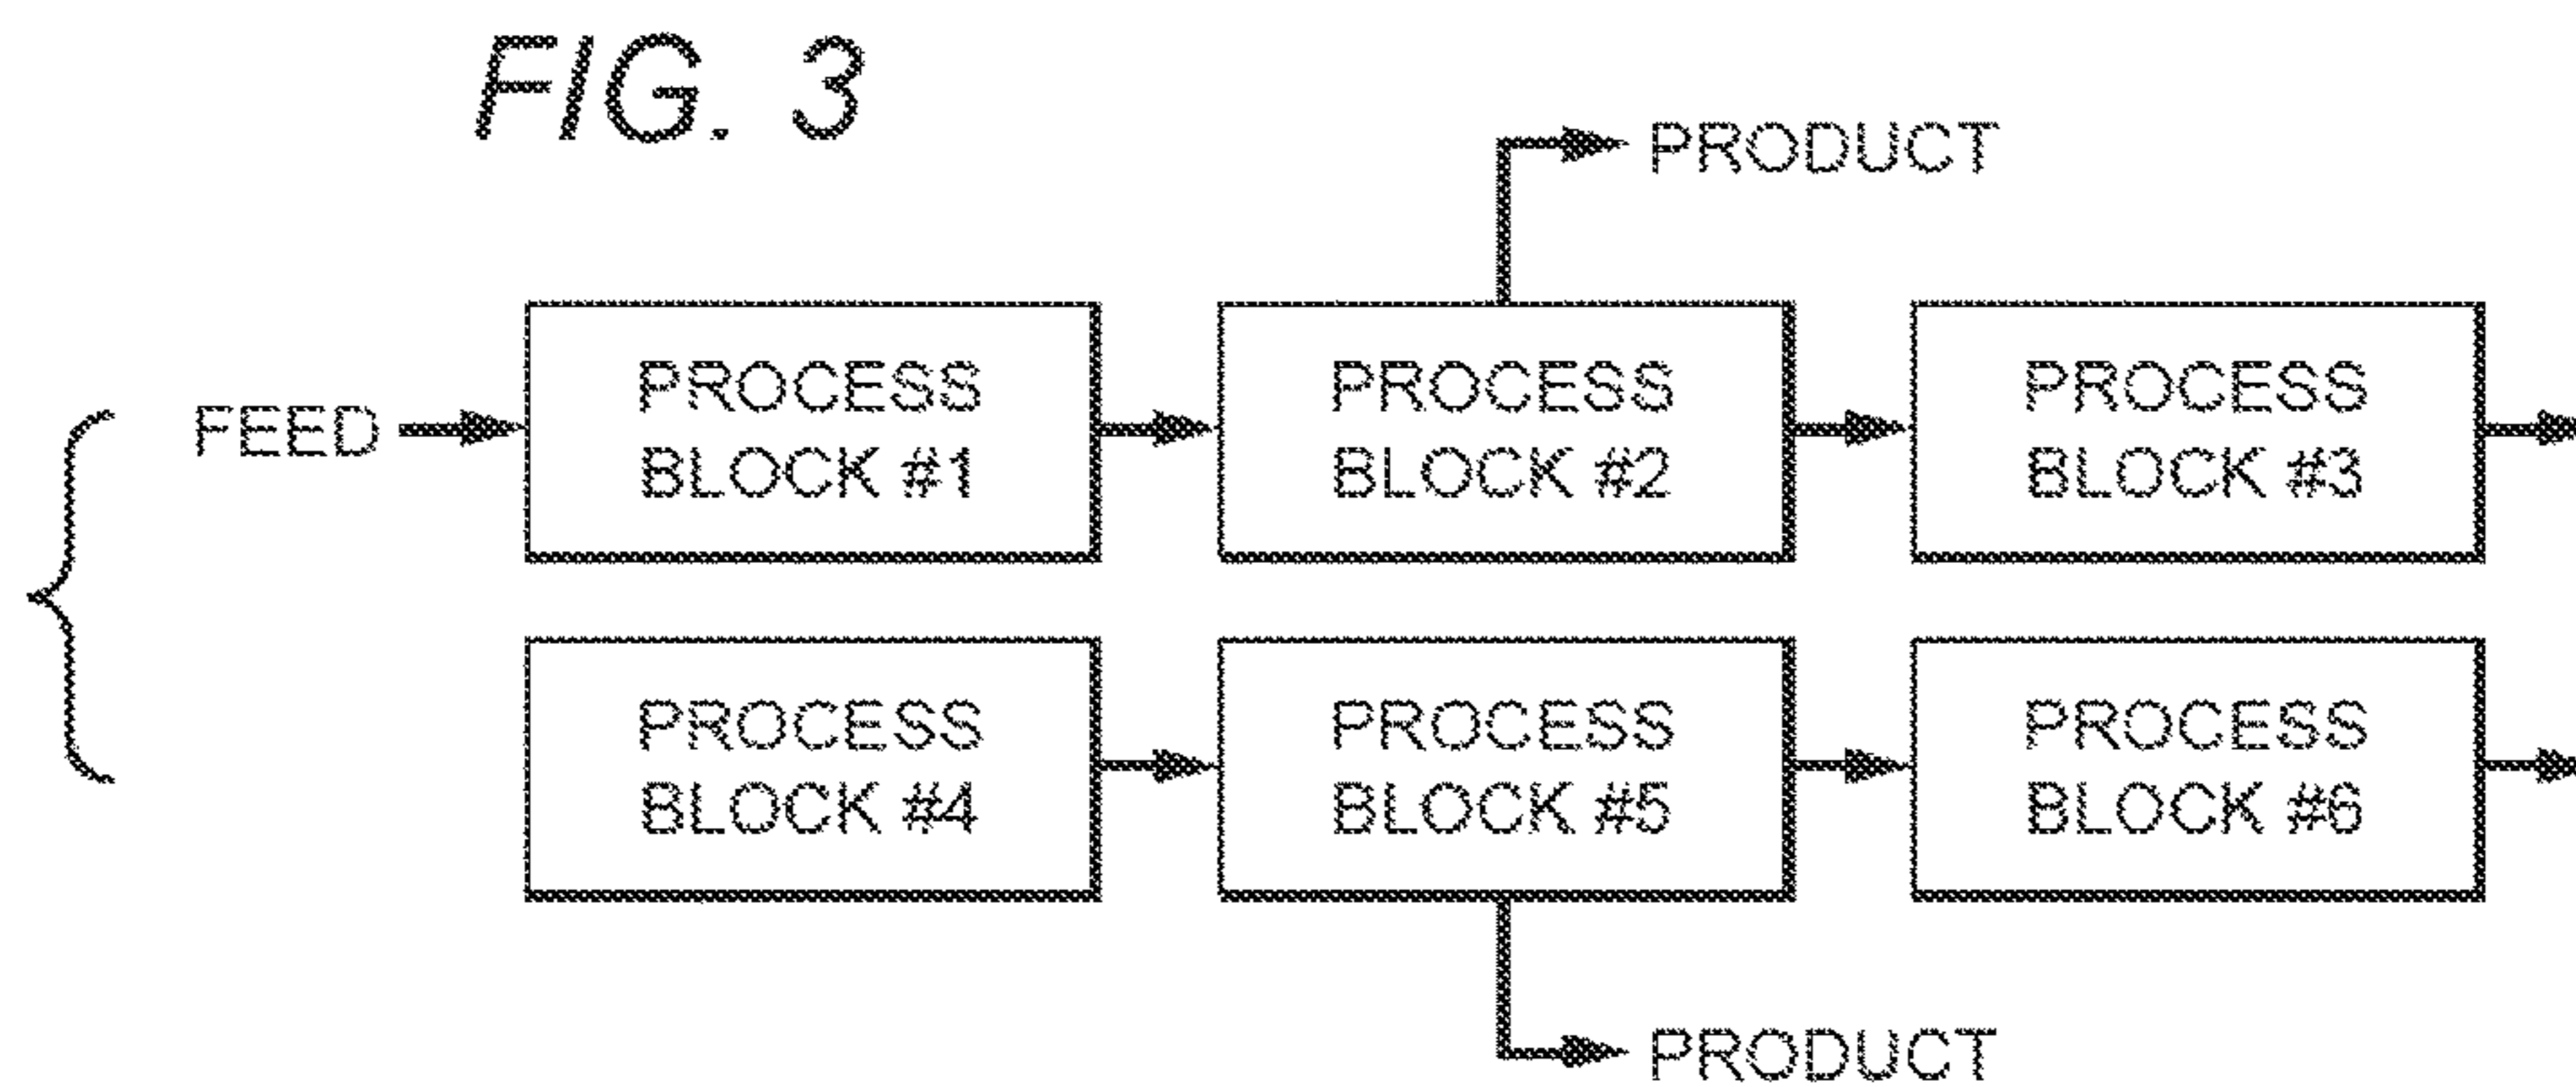 FIG. 3
PRODUCT
FEED
PROCESS
BLOCK #1
PROCESS
BLOCK #2
PROCESS
BLOCK #3
PROCESS
BLOCK #4
PROCESS
BLOCK #5
PROCESS
BLOCK #6
PRODUCT